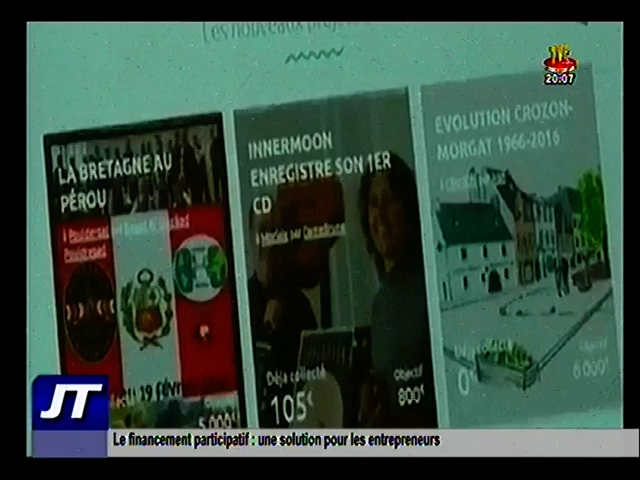 Les nouveaux
20:07
LA BRETAGNE AU
PÉROU
INNERMOON
ENREGISTRE SON 1ER
CD
EVOLUTION CROZON-
MORGAT 1966-2016
Déjà collecté
Objectif
105€
800€
Objectif
0€
6 000€
19 Févr
5 000€
JT
Le financement participatif : une solution pour les entrepreneurs